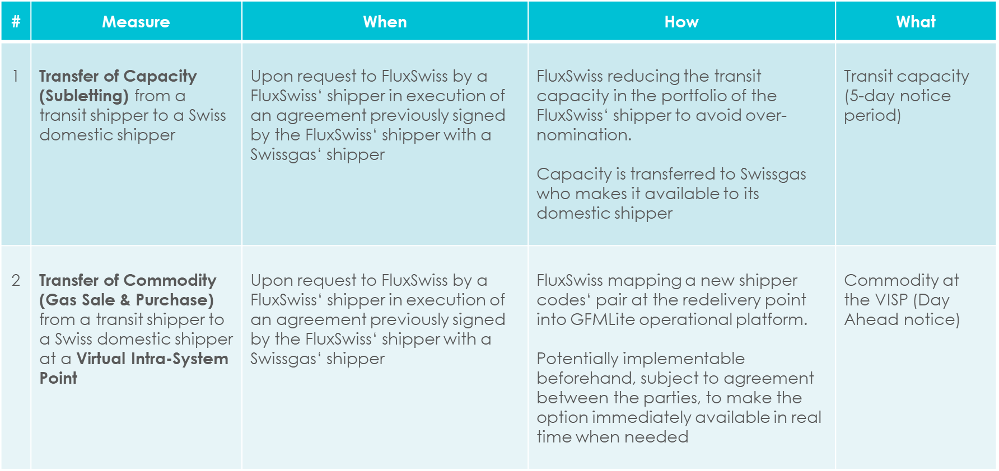 # Measure When How What
1
Transfer of Capacity
(Subletting) from a
transit shipper to a Swiss
domestic shipper
Upon request to FluxSwiss by a
FluxSwiss‘ shipper in execution of
an agreement previously signed
by the FluxSwiss‘ shipper with a
Swissgas‘ shipper
FluxSwiss reducing the transit
capacity in the portfolio of the
FluxSwiss‘ shipper to avoid over-
nomination.
Capacity is transferred to Swissgas
who makes it available to its
domestic shipper
Transit capacity
(5-day notice
period)
2
Transfer of Commodity
(Gas Sale & Purchase)
from a transit shipper to
a Swiss domestic shipper
at a Virtual Intra-System
Point
Upon request to FluxSwiss by a
FluxSwiss‘ shipper in execution of
an agreement previously signed
by the FluxSwiss‘ shipper with a
Swissgas‘ shipper
FluxSwiss mapping a new shipper
codes‘ pair at the redelivery point
into GFMLite operational platform.
Potentially implementable
beforehand, subject to agreement
between the parties, to make the
option immediately available in real
time when needed
Commodity at
the VISP (Day
Ahead notice)